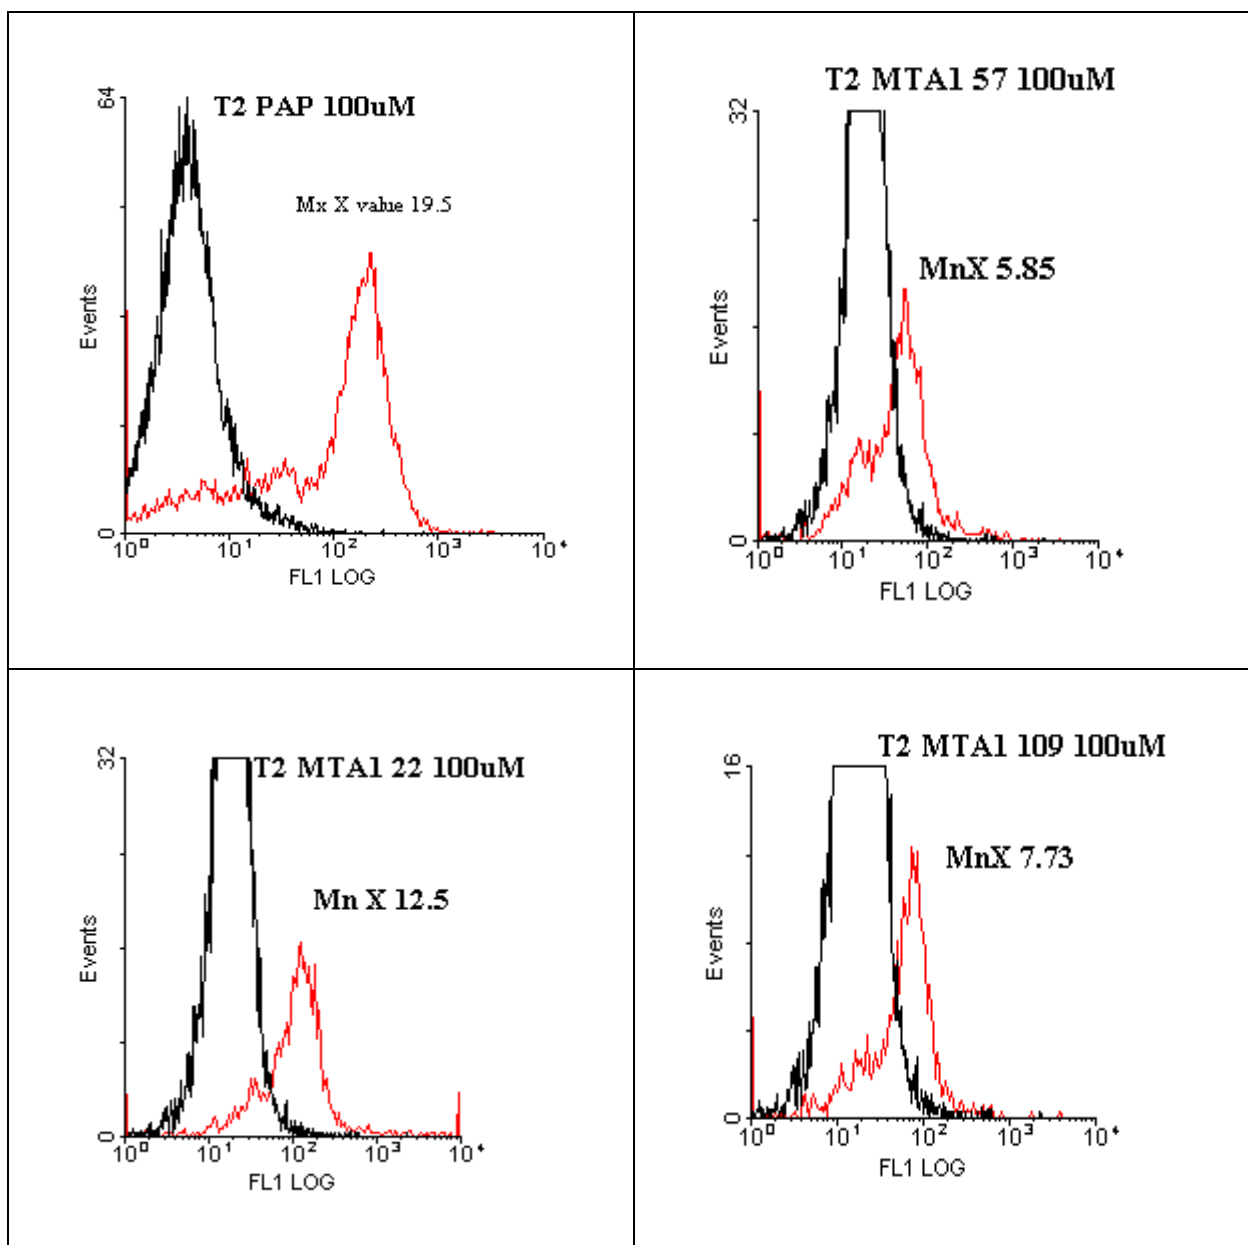 T2 PAP 100uM
64
Mx X value 19.5
Events
0
10⁰ 10¹ 10² 10³ 10⁴
FL1 LOG
T2 MTA1 57 100uM
32
MnX 5.85
Events
0
10⁰ 10¹ 10² 10³ 10⁴
FL1 LOG
32
T2 MTA1 22 100uM
Mn X 12.5
Events
0
10⁰ 10¹ 10² 10³ 10⁴
FL1 LOG
T2 MTA1 109 100uM
16
MnX 7.73
Events
0
10⁰ 10¹ 10² 10³ 10⁴
FL1 LOG